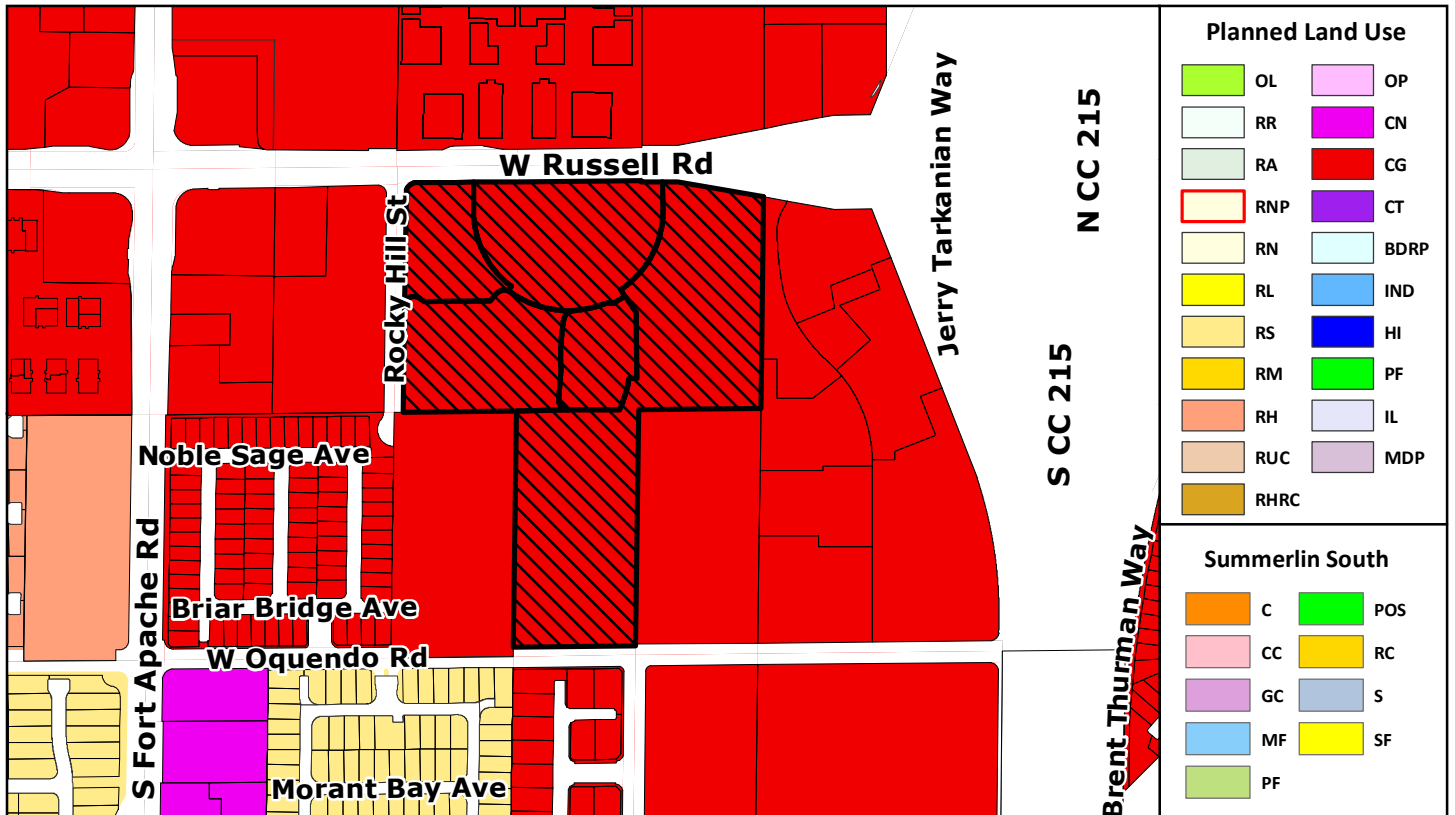 W Russell Rd
Rocky Hill St
Jerry Tarkanian Way
N CC 215
S CC 215
Noble Sage Ave
S Fort Apache Rd
Briar Bridge Ave
W Oquendo Rd
Morant Bay Ave
Brent Thurman Way
Planned Land Use
OL
RR
RA
RNP
RN
RL
RS
RM
RH
RUC
RHRC
OP
CN
CG
CT
BDRP
IND
HI
PF
IL
MDP
Summerlin South
C
CC
GC
MF
PF
POS
RC
S
SF